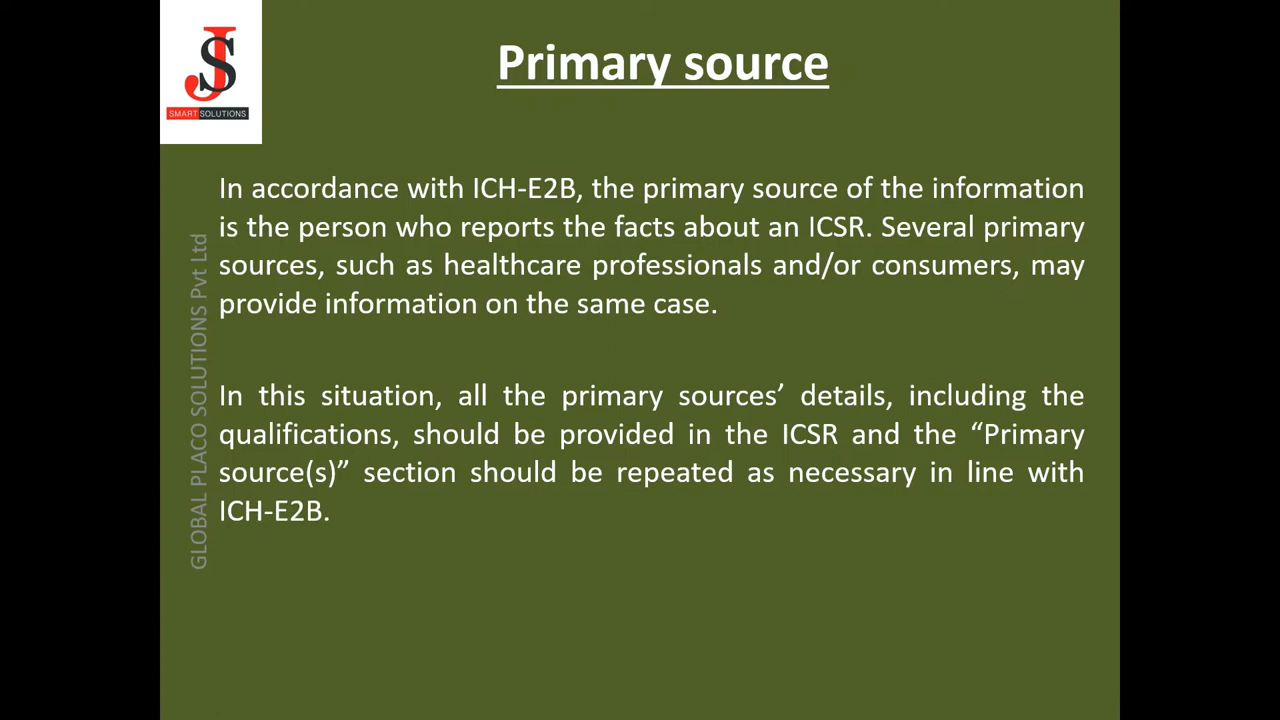 JS
SMART SOLUTIONS
Primary source
In accordance with ICH-E2B, the primary source of the information
is the person who reports the facts about an ICSR. Several primary
sources, such as healthcare professionals and/or consumers, may
provide information on the same case.
In this situation, all the primary sources’ details, including the
qualifications, should be provided in the ICSR and the “Primary
source(s)” section should be repeated as necessary in line with
ICH-E2B.
GLOBAL PLACO SOLUTIONS Pvt Ltd